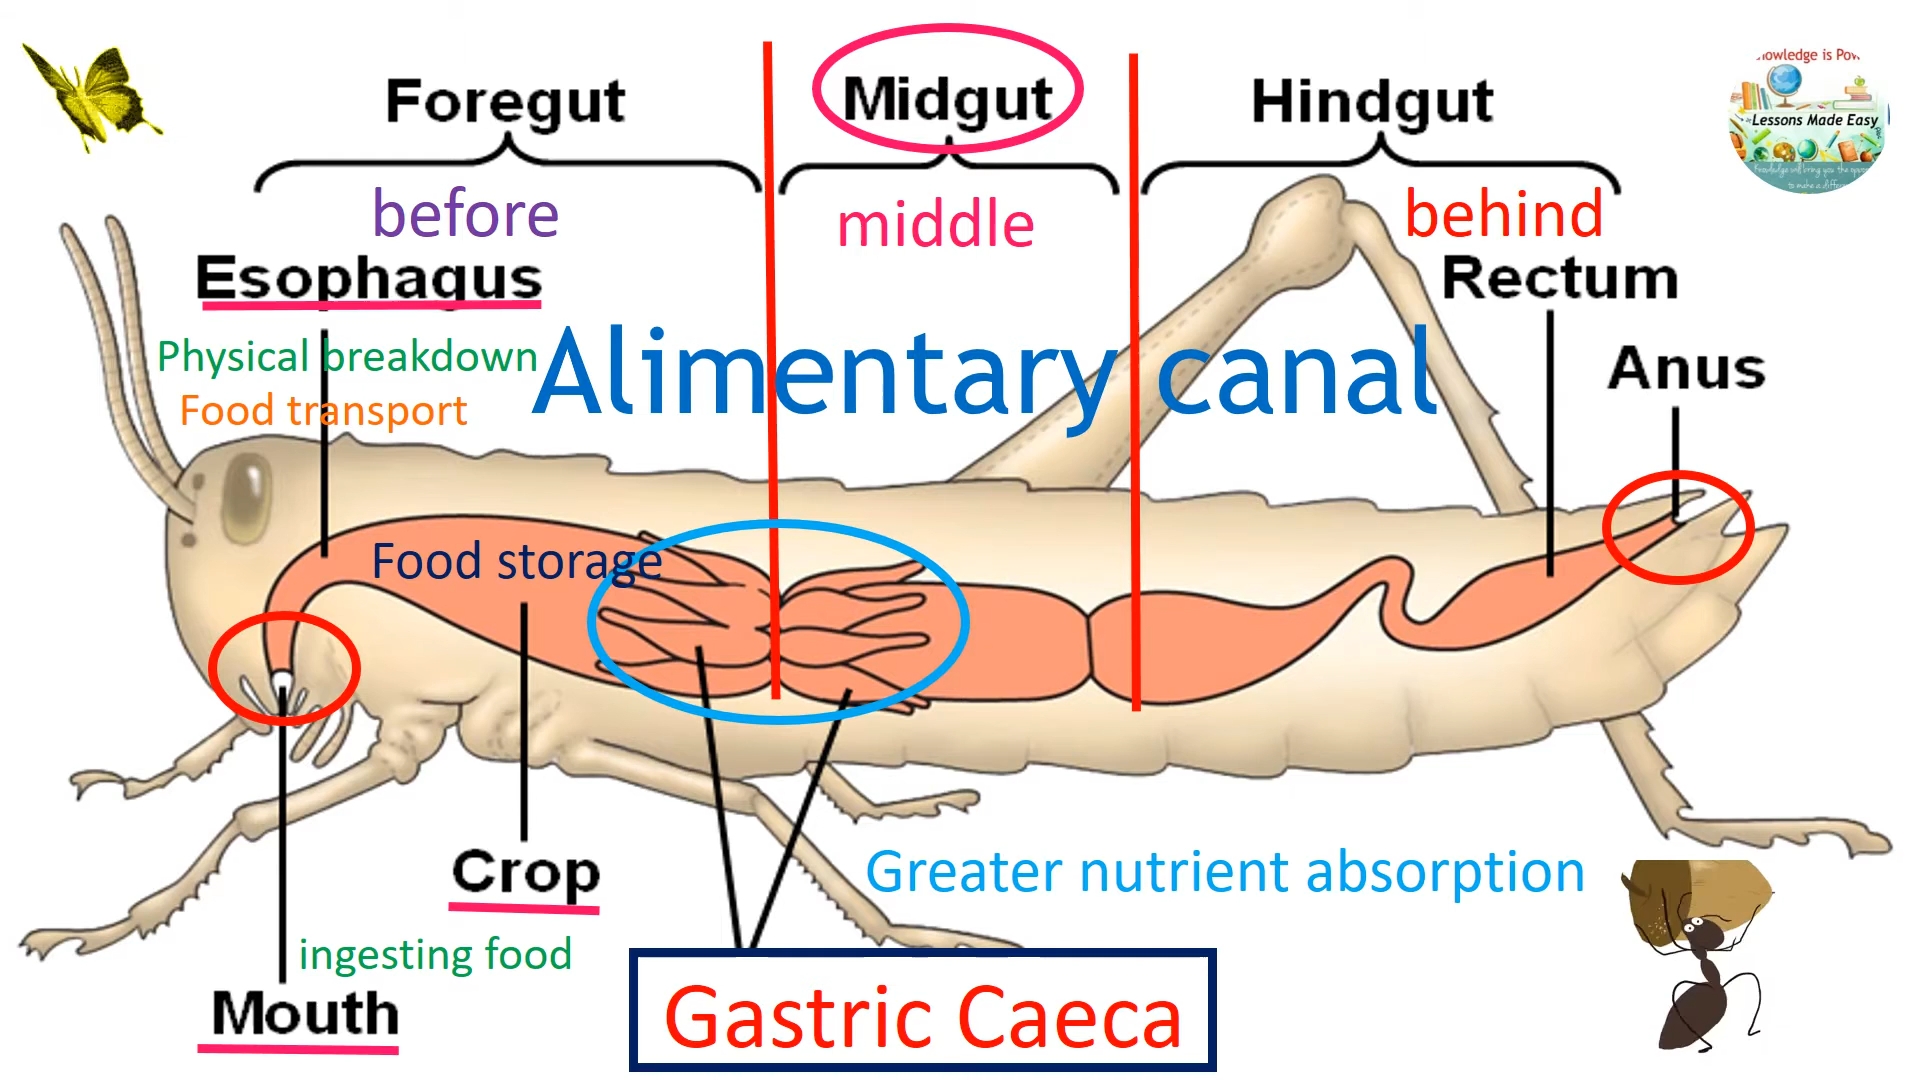 Foregut
Midgut
Hindgut
before
middle
behind
Esophagus
Rectum
Physical breakdown
Food transport
Alimentary canal
Anus
Food storage
Crop
Greater nutrient absorption
ingesting food
Mouth
Gastric Caeca
Lessons Made Easy